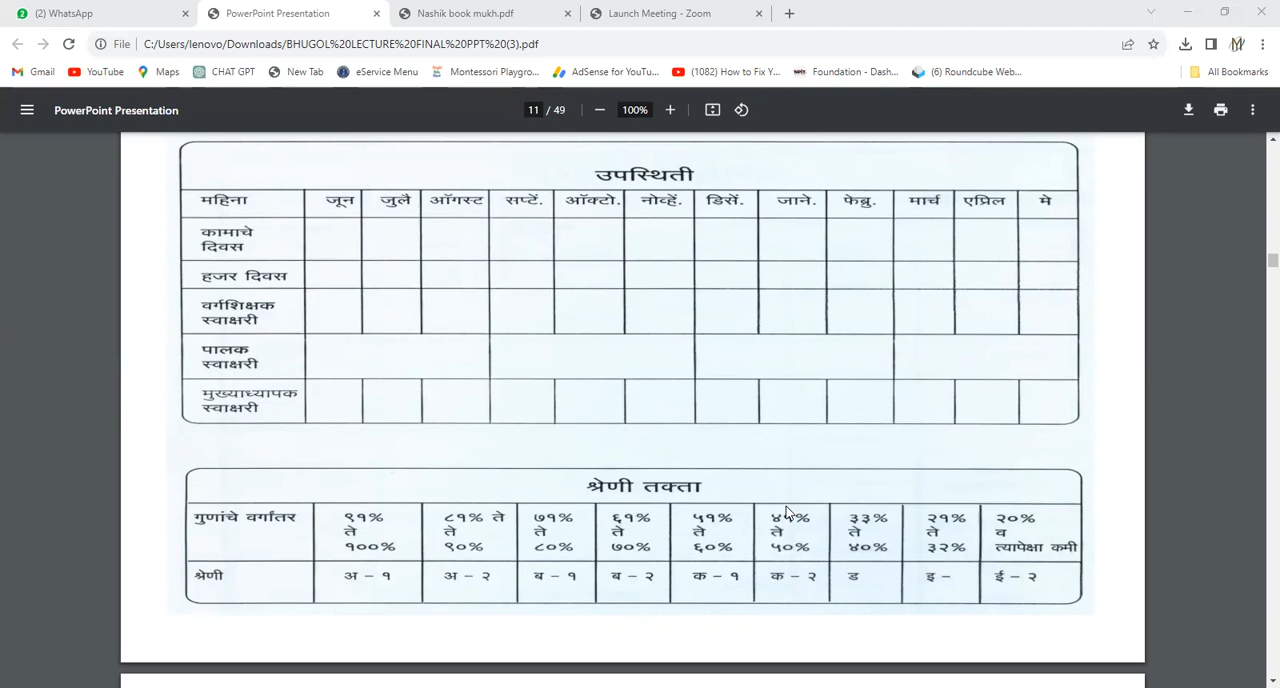 (2) WhatsApp
PowerPoint Presentation
Nashik book mukh.pdf
Launch Meeting - Zoom
File C:/Users/lenovo/Downloads/BHUGOL%20LECTURE%20FINAL%20PPT%20(3).pdf
Gmail YouTube Maps CHAT GPT New Tab eService Menu Montessori Playgro... AdSense for YouTu... (1082) How to Fix Y... Foundation - Dash... (6) Roundcube Web... All Bookmarks
PowerPoint Presentation 11 / 49 100%
उपस्थिती
महिना जून जुलै ऑगस्ट सप्टें. ऑक्टो. नोव्हें. डिसें. जाने. फेब्रु. मार्च एप्रिल मे
कामाचे
दिवस
हजर दिवस
वर्गशिक्षक
स्वाक्षरी
पालक
स्वाक्षरी
मुख्याध्यापक
स्वाक्षरी
श्रेणी तक्ता
गुणांचे वर्गांतर ९१% ८१% ते ७१% ६१% ५१% ३३% २१% २०%
ते ते ते ते ते ते ते ते व
१००% ९०% ८०% ७०% ६०% ५०% ४०% ३२% त्यापेक्षा कमी
श्रेणी अ - १ अ - २ ब - १ ब - २ क - १ क - २ ड इ - ई - २